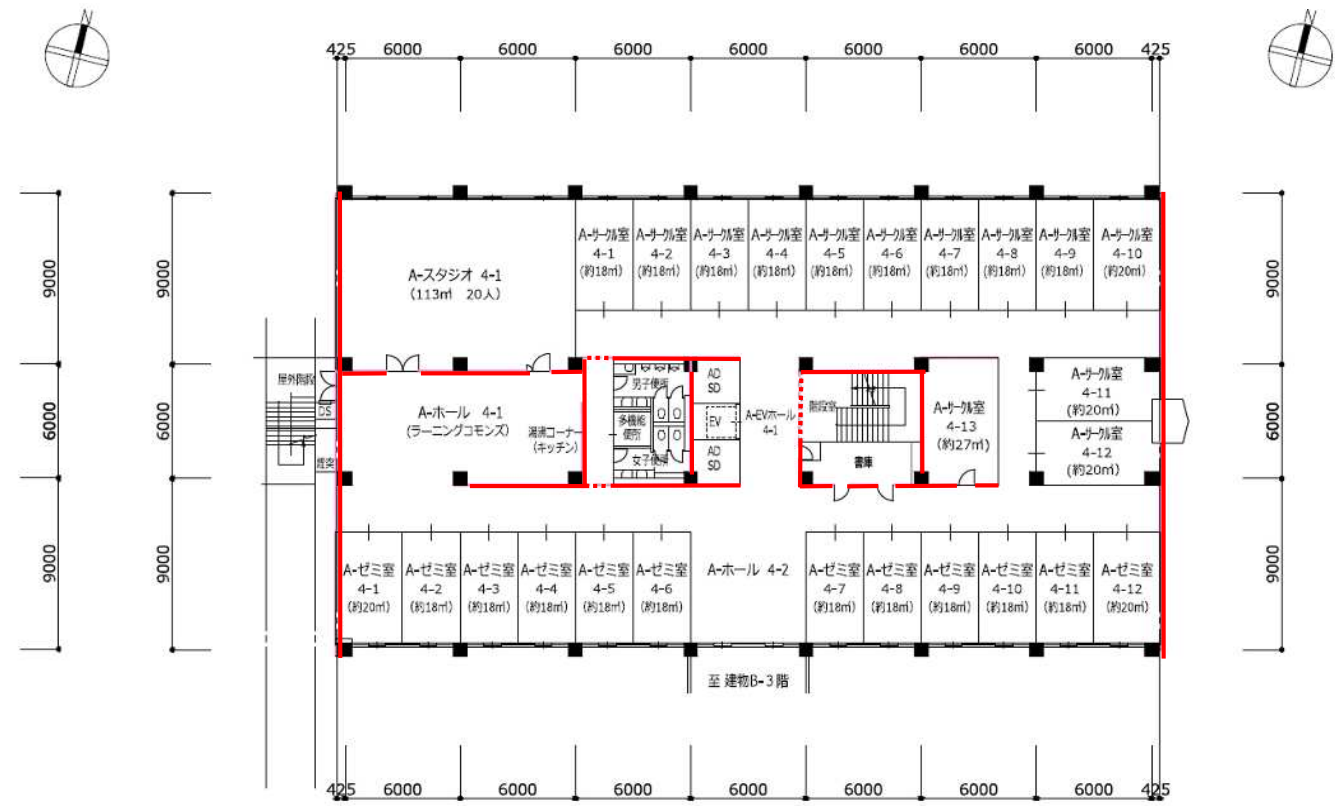 N
N
425 6000 6000 6000 6000 6000 6000 6000 425
9000
6000
9000
9000
6000
9000
9000
6000
9000
A-スタジオ 4-1
(113㎡ 20人)
A-サークル室
4-1
(約18㎡)
A-サークル室
4-2
(約18㎡)
A-サークル室
4-3
(約18㎡)
A-サークル室
4-4
(約18㎡)
A-サークル室
4-5
(約18㎡)
A-サークル室
4-6
(約18㎡)
A-サークル室
4-7
(約18㎡)
A-サークル室
4-8
(約18㎡)
A-サークル室
4-9
(約18㎡)
A-サークル室
4-10
(約20㎡)
屋外階段
DS
煙突
A-ホール 4-1
(ラーニングコモンズ)
湯沸コーナー
(キッチン)
男子便所
多機能
便所
女子便所
AD
SD
EV
AD
SD
A-EVホール
4-1
階段室
書庫
A-サークル室
4-13
(約27㎡)
A-サークル室
4-11
(約20㎡)
A-サークル室
4-12
(約20㎡)
A-ゼミ室
4-1
(約20㎡)
A-ゼミ室
4-2
(約18㎡)
A-ゼミ室
4-3
(約18㎡)
A-ゼミ室
4-4
(約18㎡)
A-ゼミ室
4-5
(約18㎡)
A-ゼミ室
4-6
(約18㎡)
A-ホール 4-2
A-ゼミ室
4-7
(約18㎡)
A-ゼミ室
4-8
(約18㎡)
A-ゼミ室
4-9
(約18㎡)
A-ゼミ室
4-10
(約18㎡)
A-ゼミ室
4-11
(約18㎡)
A-ゼミ室
4-12
(約20㎡)
至 建物B-3階
425 6000 6000 6000 6000 6000 6000 6000 425